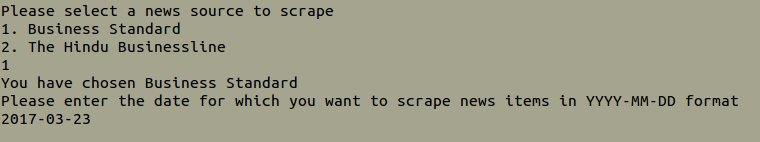 Please select a news source to scrape
1. Business Standard
2. The Hindu Businessline
1
You have chosen Business Standard
Please enter the date for which you want to scrape news items in YYYY-MM-DD format
2017-03-23